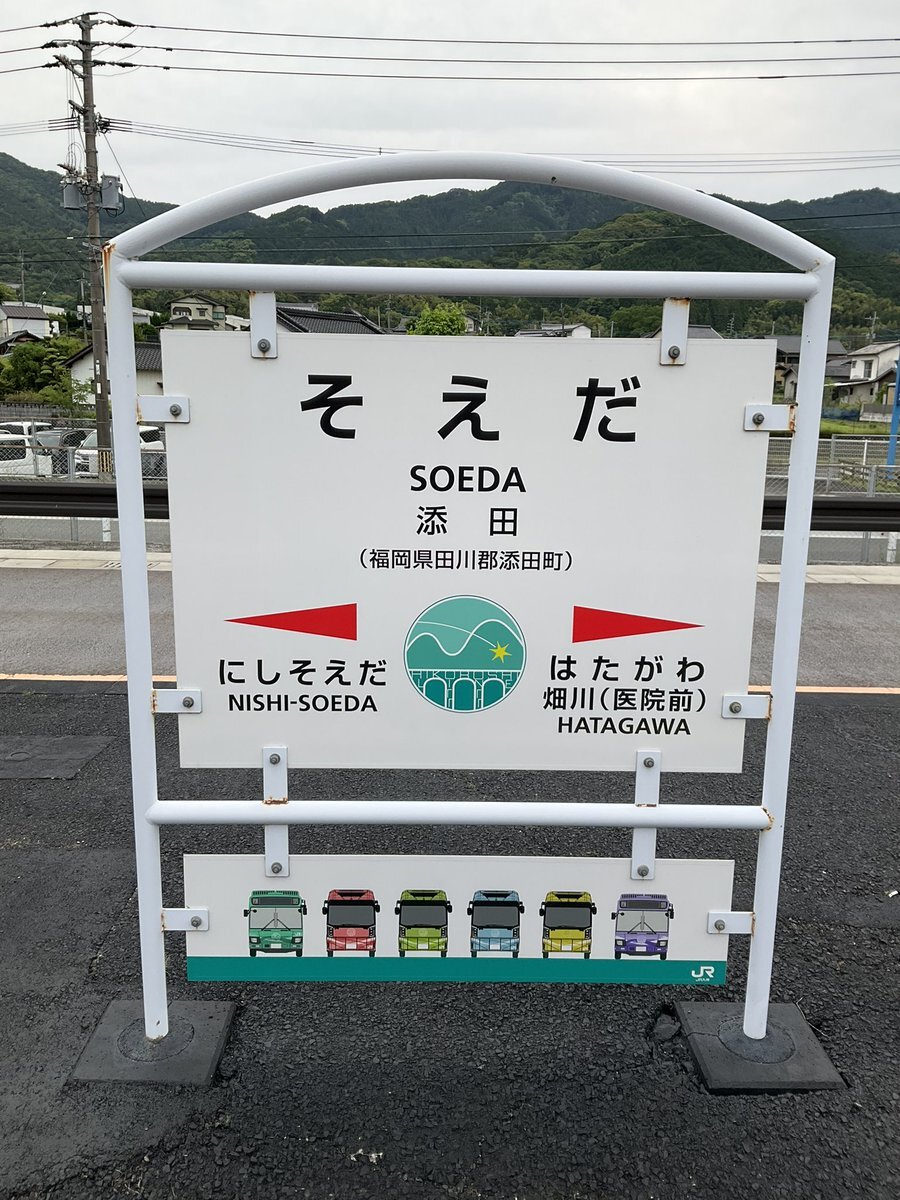 そえだ
SOEDA
添田
(福岡県田川郡添田町)
にしそえだ
NISHI-SOEDA
はたがわ
畑川(医院前)
HATAGAWA
JR